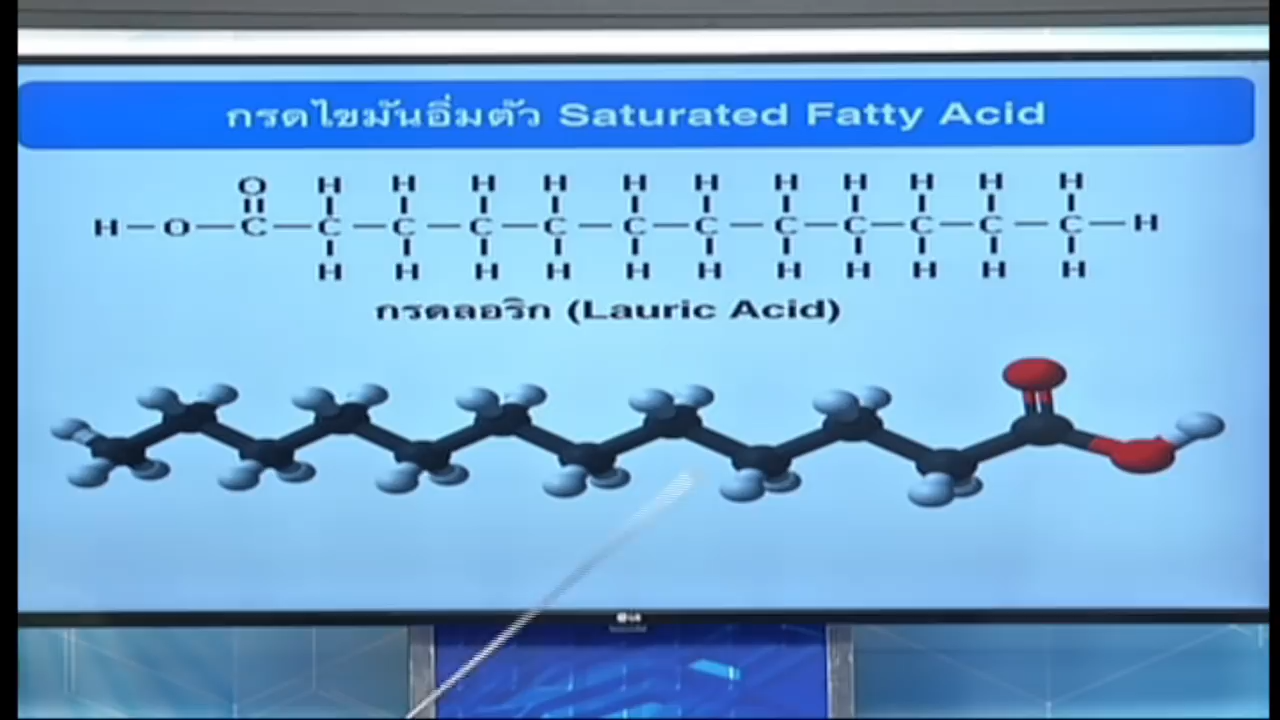 กรดไขมันอิ่มตัว Saturated Fatty Acid
O H H H H H H H H H H H
H O C C C C C C C C C C C C H
H H H H H H H H H H H
กรดลอริก (Lauric Acid)